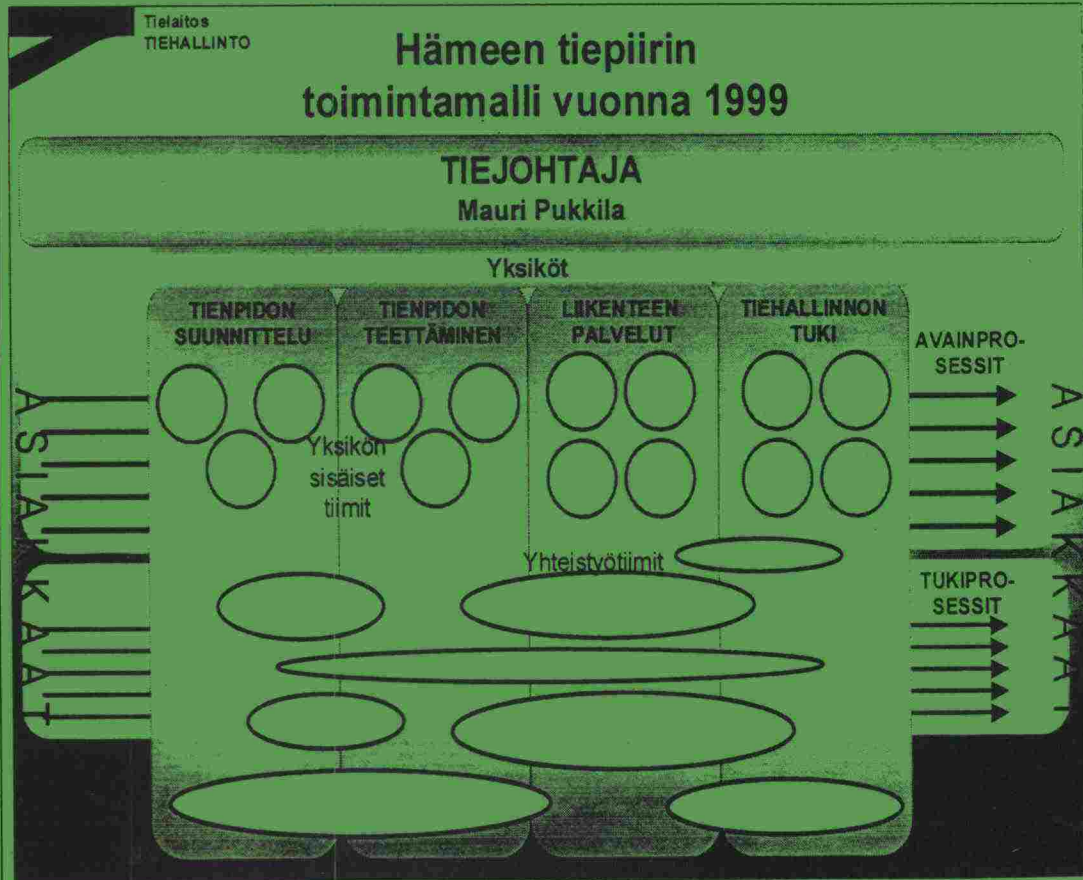 Tielaitos
TIEHALLINTO
Hämeen tiepiirin
toimintamalli vuonna 1999
TIEJOHTAJA
Mauri Pukkila
Yksiköt
TIENPIDON
SUUNNITTELU
TIENPIDON
TEETTÄMINEN
LIIKENTEEN
PALVELUT
TIEHALLINNON
TUKI
AVAINPRO-
SESSIT
ASIAKKAAT
Yksikön
sisäiset
tiimit
Yhteistyötiimit
TUKIPRO-
SESSIT
ASIAKKAAT